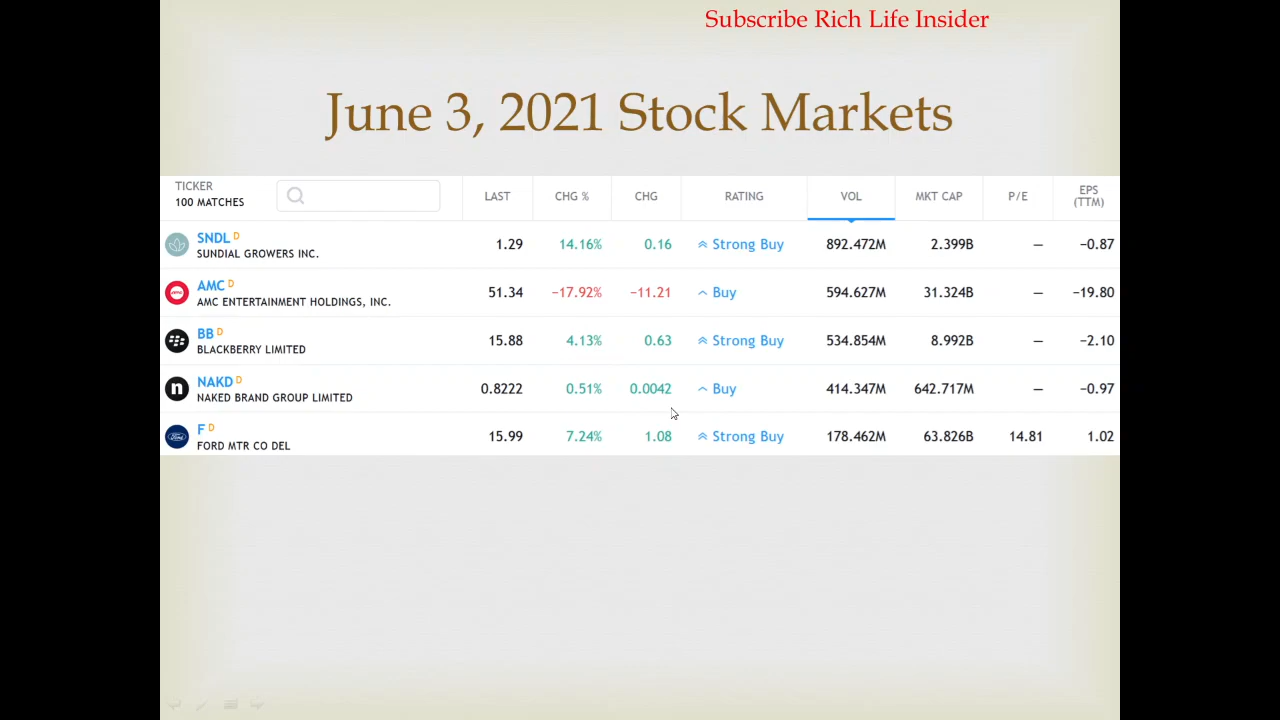 Subscribe Rich Life Insider
June 3, 2021 Stock Markets
TICKER LAST CHG % CHG RATING VOL MKT CAP P/E EPS (TTM)
100 MATCHES
SNDL D 1.29 14.16% 0.16 Strong Buy 892.472M 2.399B — −0.87
SUNDIAL GROWERS INC.
AMC D 51.34 −17.92% −11.21 Buy 594.627M 31.324B — −19.80
AMC ENTERTAINMENT HOLDINGS, INC.
BB D 15.88 4.13% 0.63 Strong Buy 534.854M 8.992B — −2.10
BLACKBERRY LIMITED
NAKD D 0.8222 0.51% 0.0042 Buy 414.347M 642.717M — −0.97
NAKED BRAND GROUP LIMITED
F D 15.99 7.24% 1.08 Strong Buy 178.462M 63.826B 14.81 1.02
FORD MTR CO DEL